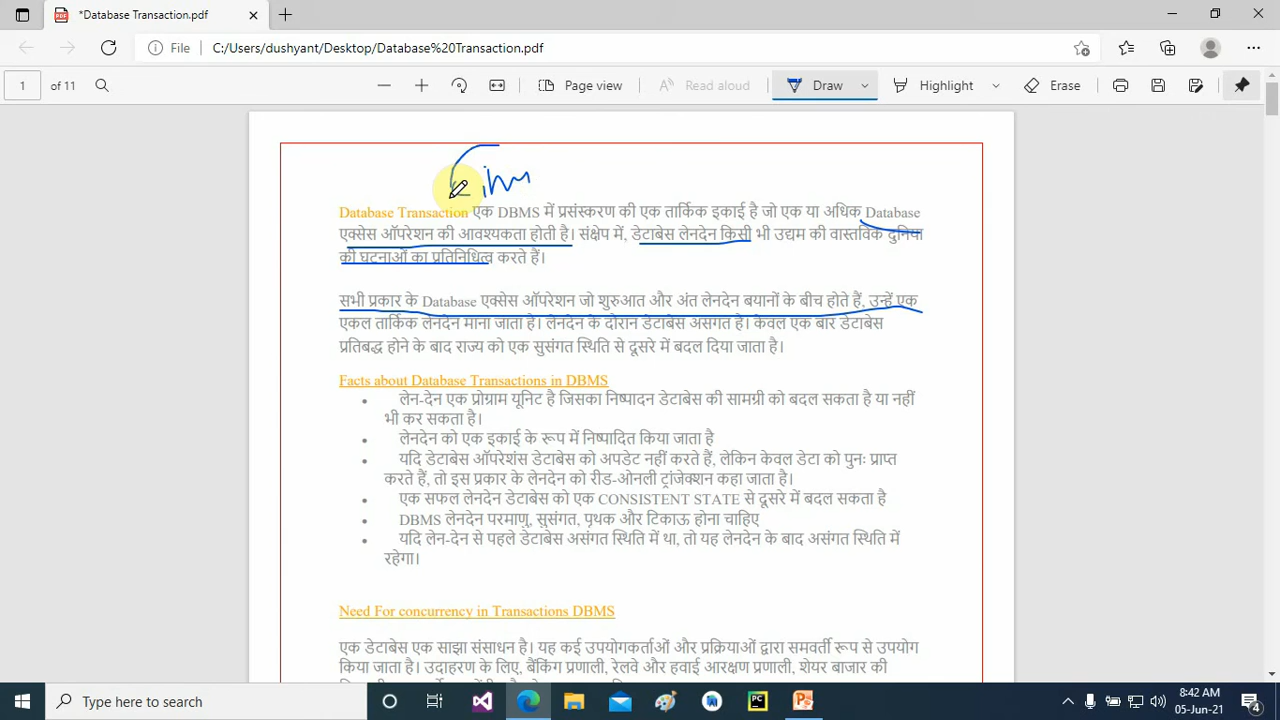 *Database Transaction.pdf
File C:/Users/dushyant/Desktop/Database%20Transaction.pdf
1 of 11 Page view Read aloud Draw Highlight Erase
Database Transaction एक DBMS में प्रसंस्करण की एक तार्किक इकाई है जो एक या अधिक Database
एक्सेस ऑपरेशन की आवश्यकता होती है। संक्षेप में, डेटाबेस लेनदेन किसी भी उद्यम की वास्तविक दुनिया
की घटनाओं का प्रतिनिधित्व करते हैं।
सभी प्रकार के Database एक्सेस ऑपरेशन जो शुरुआत और अंत लेनदेन बयानों के बीच होते हैं, उन्हें एक
एकल तार्किक लेनदेन माना जाता है। लेनदेन के दौरान डेटाबेस असंगत है। केवल एक बार डेटाबेस
प्रतिबद्ध होने के बाद राज्य को एक सुसंगत स्थिति से दूसरे में बदल दिया जाता है।
Facts about Database Transactions in DBMS
• लेन-देन एक प्रोग्राम यूनिट है जिसका निष्पादन डेटाबेस की सामग्री को बदल सकता है या नहीं
भी कर सकता है।
• लेनदेन को एक इकाई के रूप में निष्पादित किया जाता है
• यदि डेटाबेस ऑपरेशंस डेटाबेस को अपडेट नहीं करते हैं, लेकिन केवल डेटा को पुनः प्राप्त
करते हैं, तो इस प्रकार के लेनदेन को रीड-ओनली ट्रांजेक्शन कहा जाता है।
• एक सफल लेनदेन डेटाबेस को एक CONSISTENT STATE से दूसरे में बदल सकता है
• DBMS लेनदेन परमाणु, सुसंगत, पृथक और टिकाऊ होना चाहिए
• यदि लेन-देन से पहले डेटाबेस असंगत स्थिति में था, तो यह लेनदेन के बाद असंगत स्थिति में
रहेगा।
Need For concurrency in Transactions DBMS
एक डेटाबेस एक साझा संसाधन है। यह कई उपयोगकर्ताओं और प्रक्रियाओं द्वारा समवर्ती रूप से उपयोग
किया जाता है। उदाहरण के लिए, बैंकिंग प्रणाली, रेलवे और हवाई आरक्षण प्रणाली, शेयर बाजार की
Type here to search
8:42 AM
05-Jun-21
4